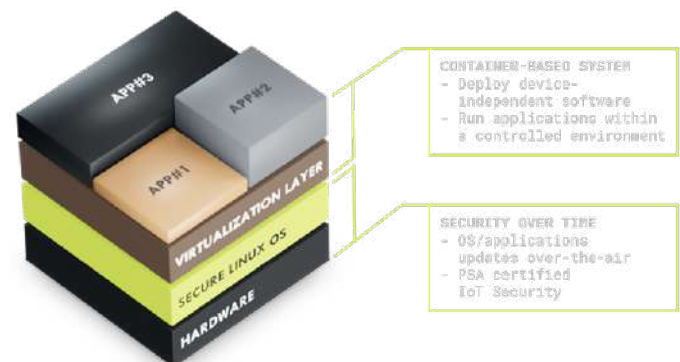 APP#3
APP#2
APP#1
VIRTUALIZATION LAYER
SECURE LINUX OS
HARDWARE
CONTAINER-BASED SYSTEM
- Deploy device-
independent software
- Run applications within
a controlled environment
SECURITY OVER TIME
- OS/applications
updates over-the-air
- PSA certified
IoT Security